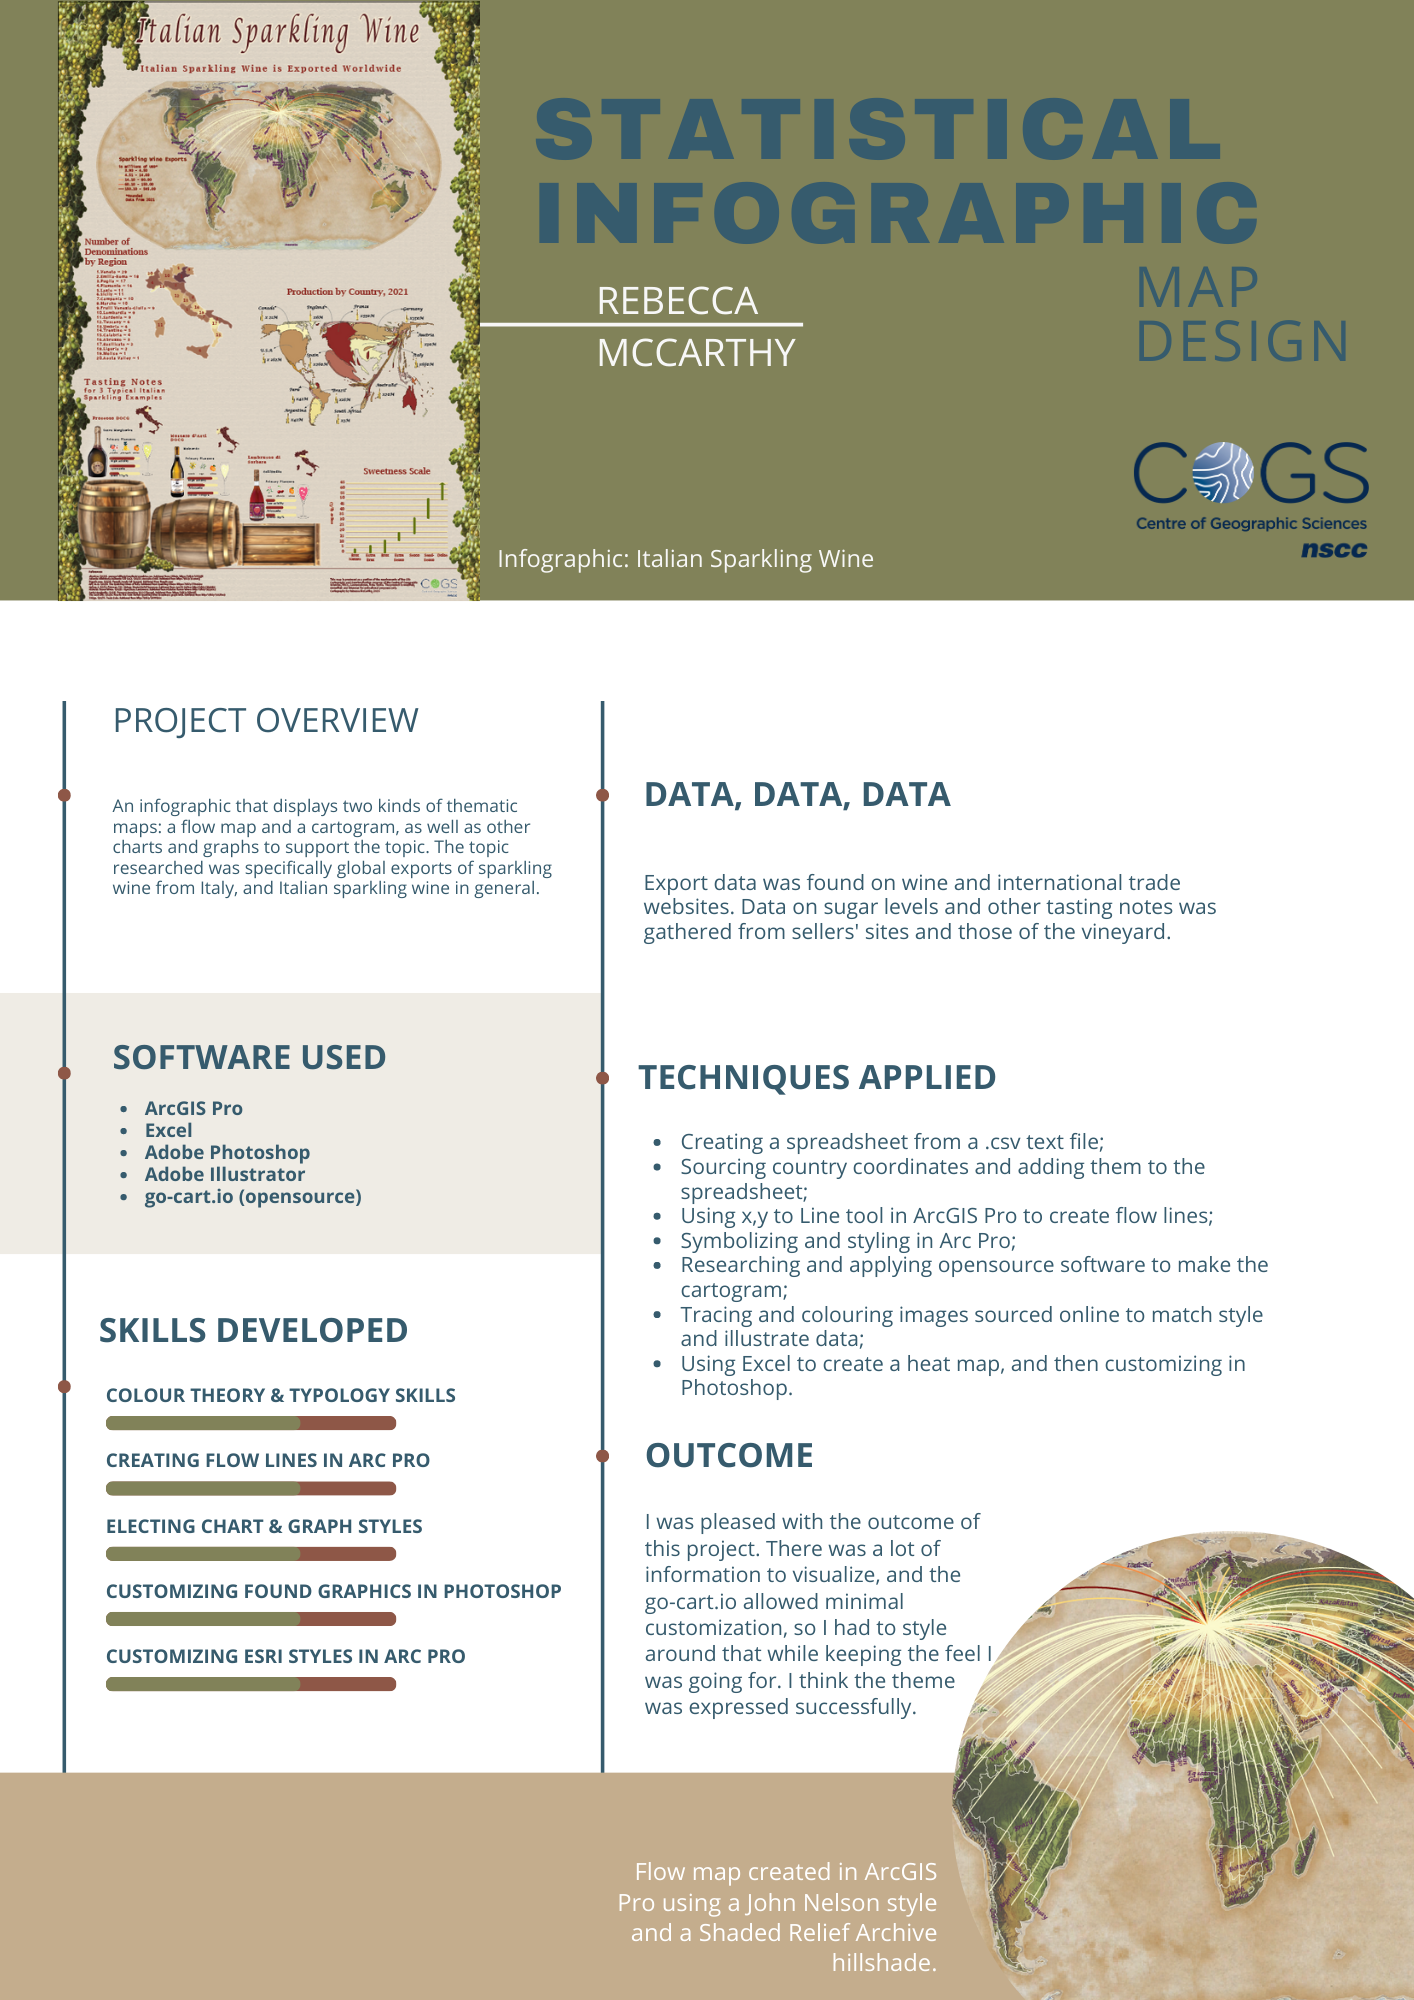 Italian Sparkling Wine
Italian Sparkling Wine is Exported Worldwide
Sparkling Wine Exports
Number of
Denominations
by Region
Production by Country, 2021
Tasting Notes
for 3 Typical Italian
Sparkling Examples
Sweetness Scale
STATISTICAL
INFOGRAPHIC
MAP
DESIGN
REBECCA
MCCARTHY
COGS
Centre of Geographic Sciences
nscc
Infographic: Italian Sparkling Wine
PROJECT OVERVIEW
An infographic that displays two kinds of thematic
maps: a flow map and a cartogram, as well as other
charts and graphs to support the topic. The topic
researched was specifically global exports of sparkling
wine from Italy, and Italian sparkling wine in general.
SOFTWARE USED
• ArcGIS Pro
• Excel
• Adobe Photoshop
• Adobe Illustrator
• go-cart.io (opensource)
SKILLS DEVELOPED
COLOUR THEORY & TYPOLOGY SKILLS
CREATING FLOW LINES IN ARC PRO
ELECTING CHART & GRAPH STYLES
CUSTOMIZING FOUND GRAPHICS IN PHOTOSHOP
CUSTOMIZING ESRI STYLES IN ARC PRO
DATA, DATA, DATA
Export data was found on wine and international trade
websites. Data on sugar levels and other tasting notes was
gathered from sellers' sites and those of the vineyard.
TECHNIQUES APPLIED
• Creating a spreadsheet from a .csv text file;
• Sourcing country coordinates and adding them to the
spreadsheet;
• Using x,y to Line tool in ArcGIS Pro to create flow lines;
• Symbolizing and styling in Arc Pro;
• Researching and applying opensource software to make the
cartogram;
• Tracing and colouring images sourced online to match style
and illustrate data;
• Using Excel to create a heat map, and then customizing in
Photoshop.
OUTCOME
I was pleased with the outcome of
this project. There was a lot of
information to visualize, and the
go-cart.io allowed minimal
customization, so I had to style
around that while keeping the feel I
was going for. I think the theme
was expressed successfully.
Flow map created in ArcGIS
Pro using a John Nelson style
and a Shaded Relief Archive
hillshade.